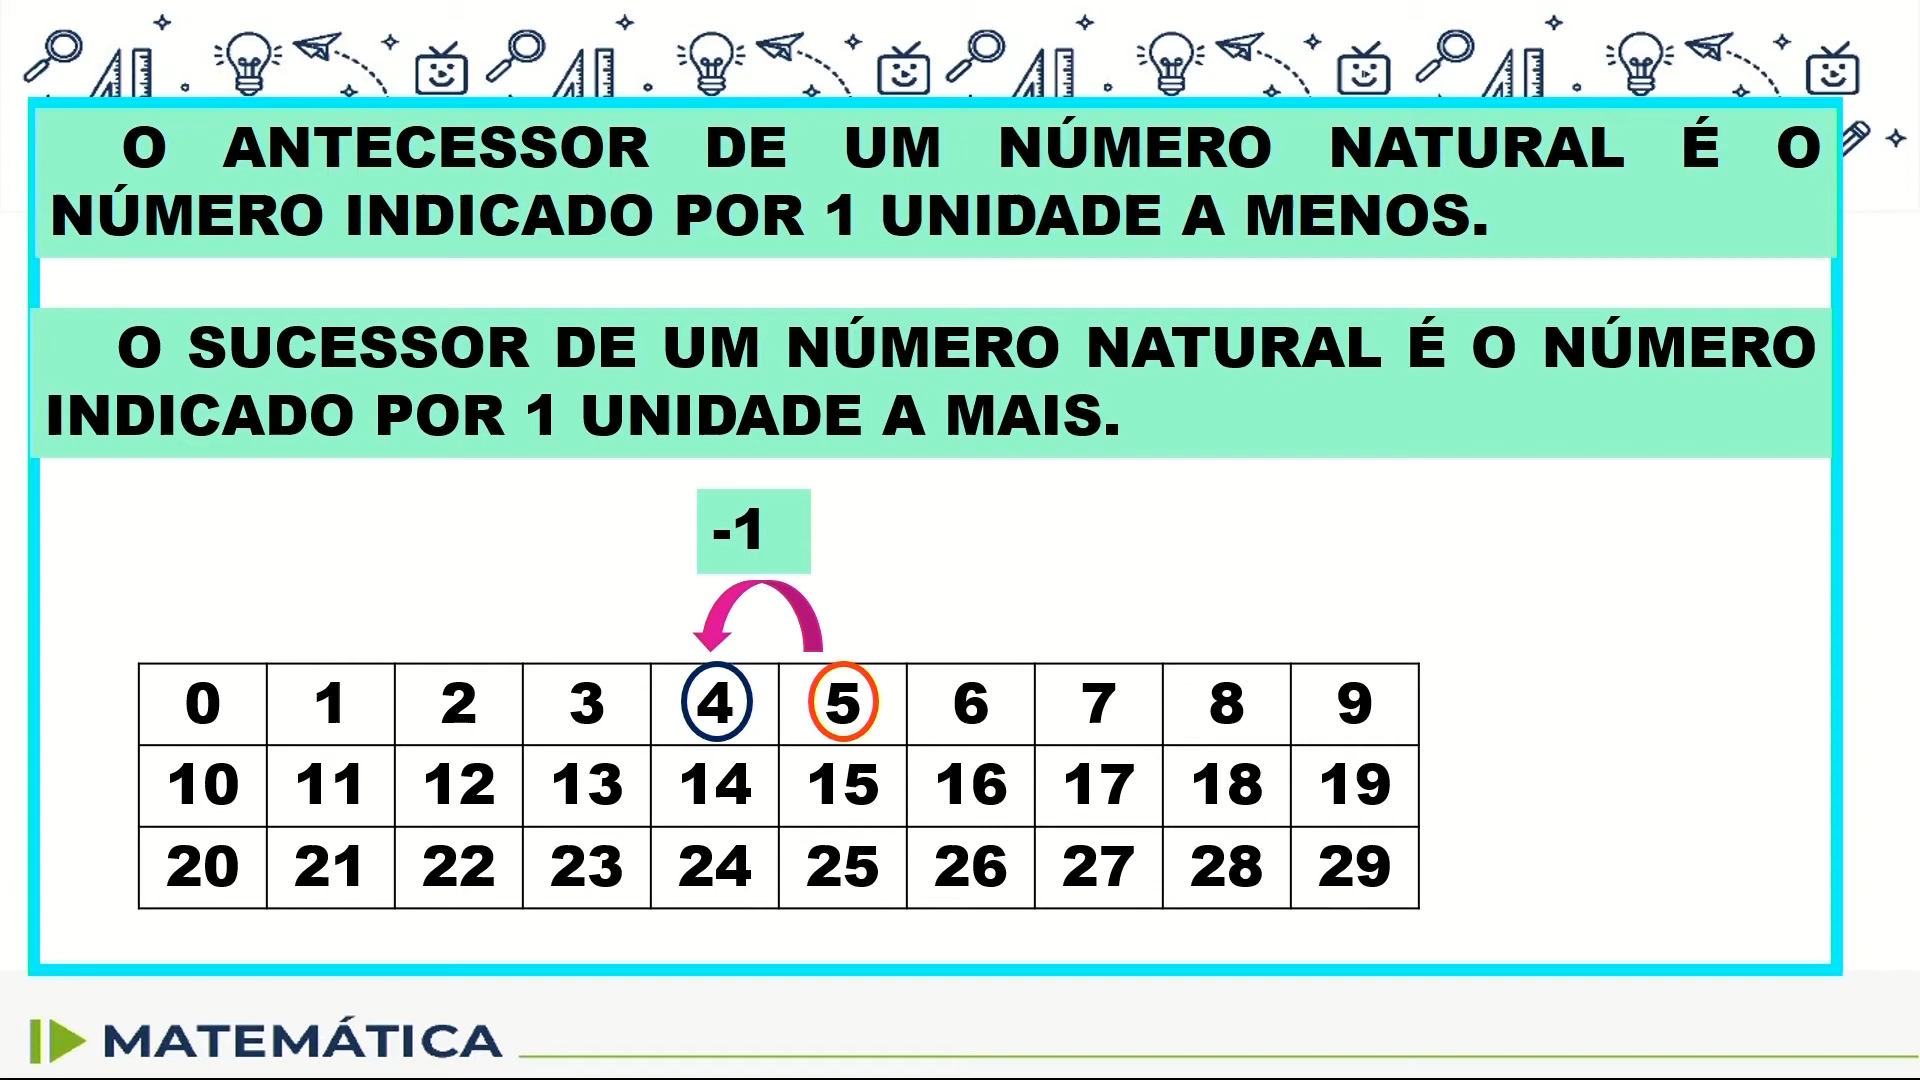 O ANTECESSOR DE UM NÚMERO NATURAL É O
NÚMERO INDICADO POR 1 UNIDADE A MENOS.
O SUCESSOR DE UM NÚMERO NATURAL É O NÚMERO
INDICADO POR 1 UNIDADE A MAIS.
-1
0 1 2 3 4 5 6 7 8 9
10 11 12 13 14 15 16 17 18 19
20 21 22 23 24 25 26 27 28 29
MATEMÁTICA